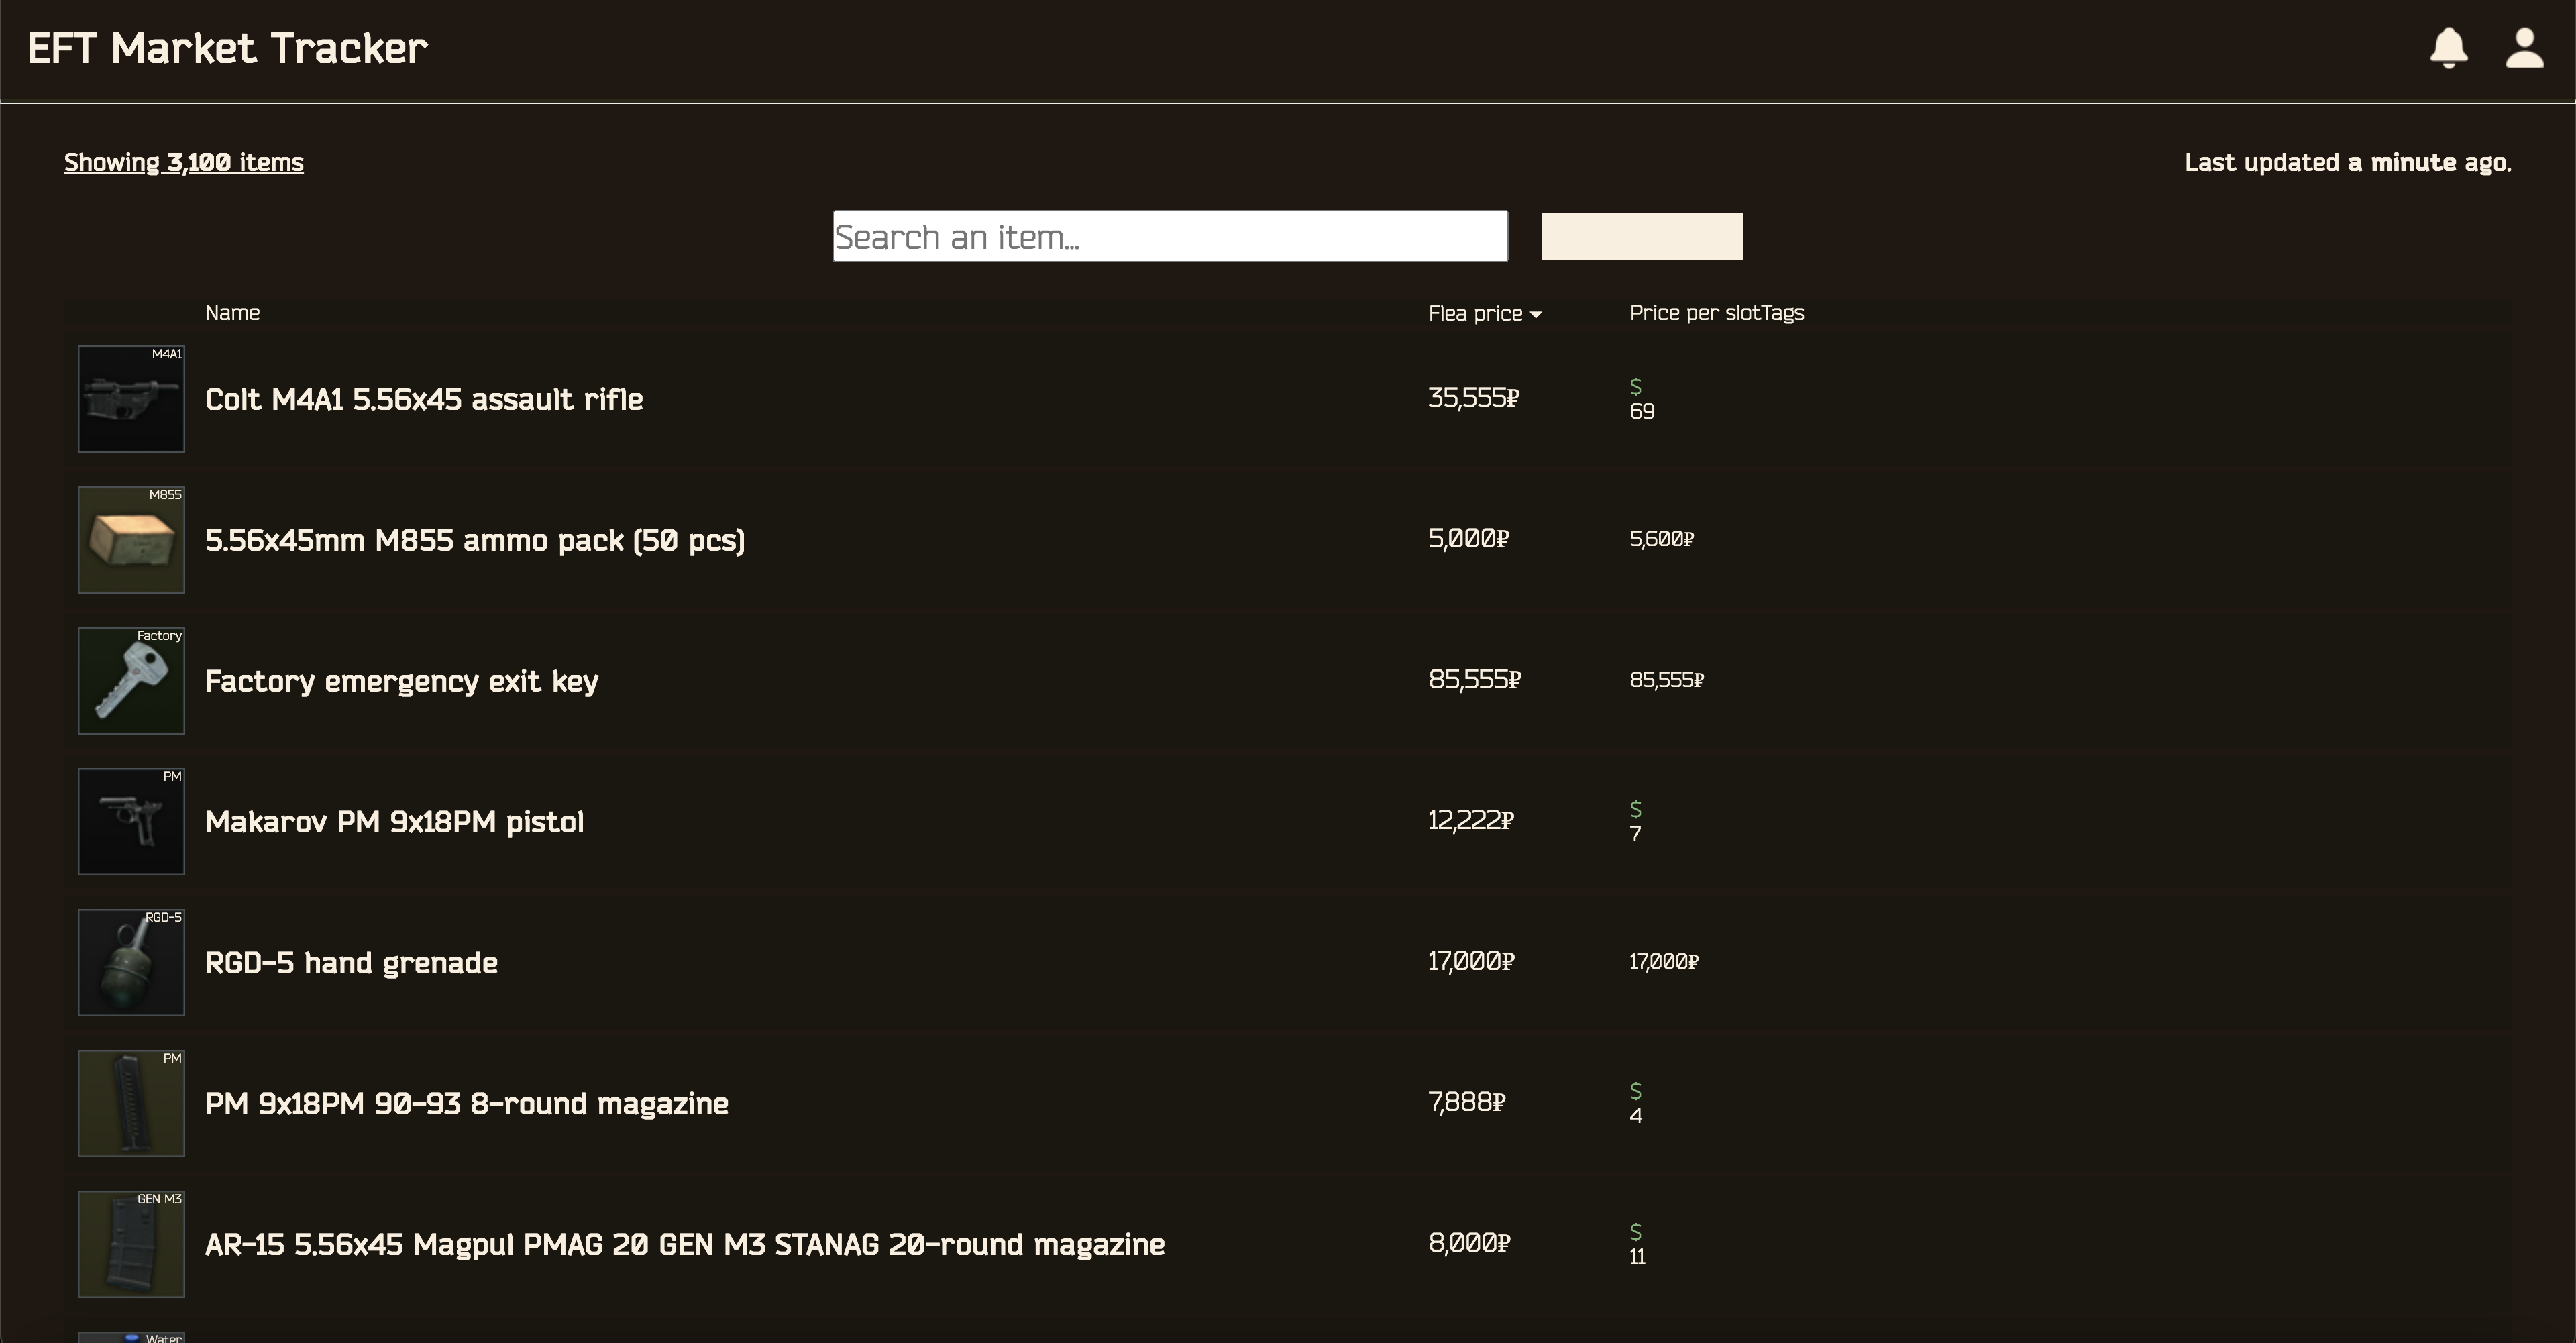 EFT Market Tracker
Showing 3,100 items
Last updated a minute ago.
Search an item...
Name Flea price Price per slotTags
M4A1
Colt M4A1 5.56x45 assault rifle 35,555₽ $
69
M855
5.56x45mm M855 ammo pack (50 pcs) 5,000₽ 5,600₽
Factory
Factory emergency exit key 85,555₽ 85,555₽
PM
Makarov PM 9x18PM pistol 12,222₽ $
7
RGD-5
RGD-5 hand grenade 17,000₽ 17,000₽
PM
PM 9x18PM 90-93 8-round magazine 7,888₽ $
4
GEN M3
AR-15 5.56x45 Magpul PMAG 20 GEN M3 STANAG 20-round magazine 8,000₽ $
11
Water